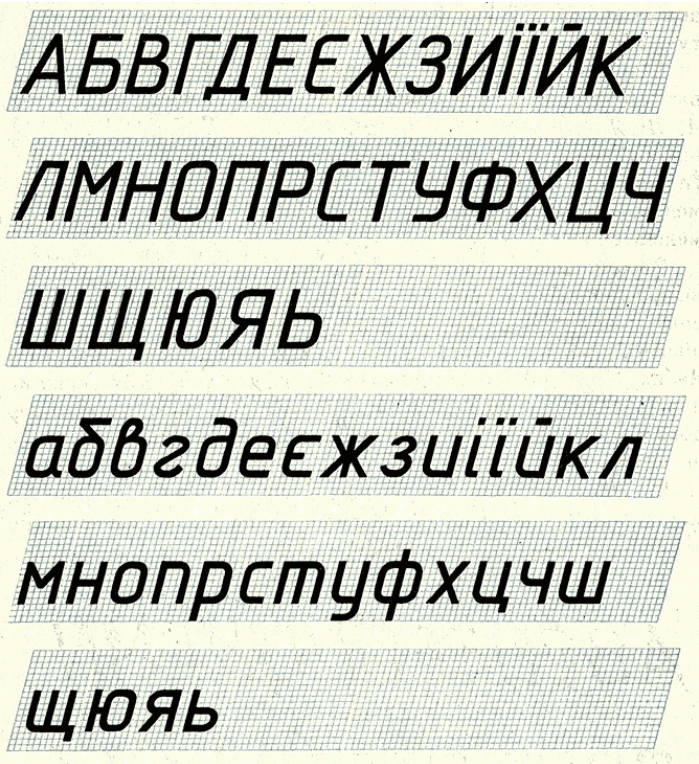 АБВГДЕЄЖЗИІЇЙК
ЛМНОПРСТУФХЦЧ
ШЩЮЯЬ
абвгдеєжзиіїйкл
мнопрстуфхцчш
щюяь